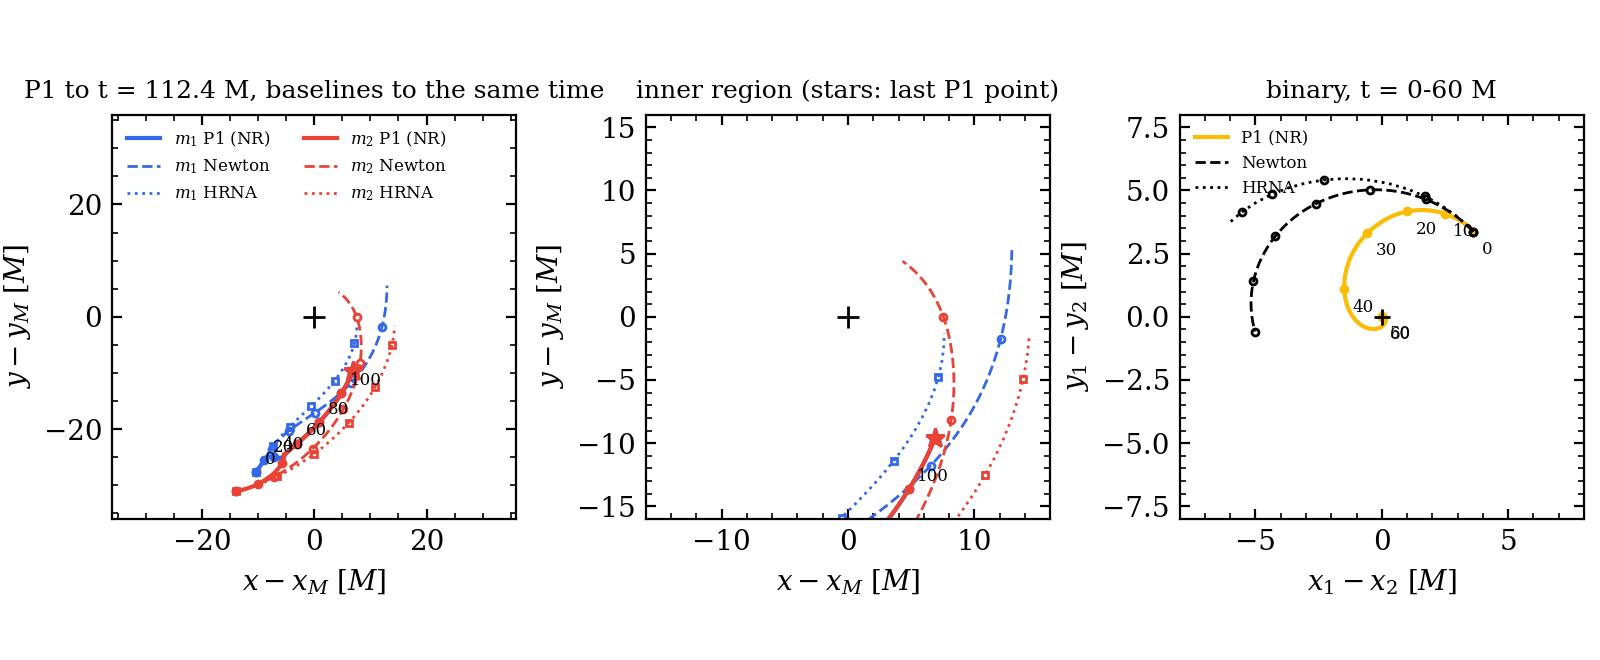 P1 to t = 112.4 M, baselines to the same time
m₁ P1 (NR)
m₁ Newton
m₁ HRNA
m₂ P1 (NR)
m₂ Newton
m₂ HRNA
20
0
−20
y − y_M [M]
0
20
40
60
80
100
−20
0
20
x − x_M [M]
inner region (stars: last P1 point)
15
10
5
0
−5
−10
−15
y − y_M [M]
100
−10
0
10
x − x_M [M]
binary, t = 0-60 M
P1 (NR)
Newton
HRNA
7.5
5.0
2.5
0.0
−2.5
−5.0
−7.5
y₁ − y₂ [M]
0
10
20
30
40
60
−5
0
5
x₁ − x₂ [M]